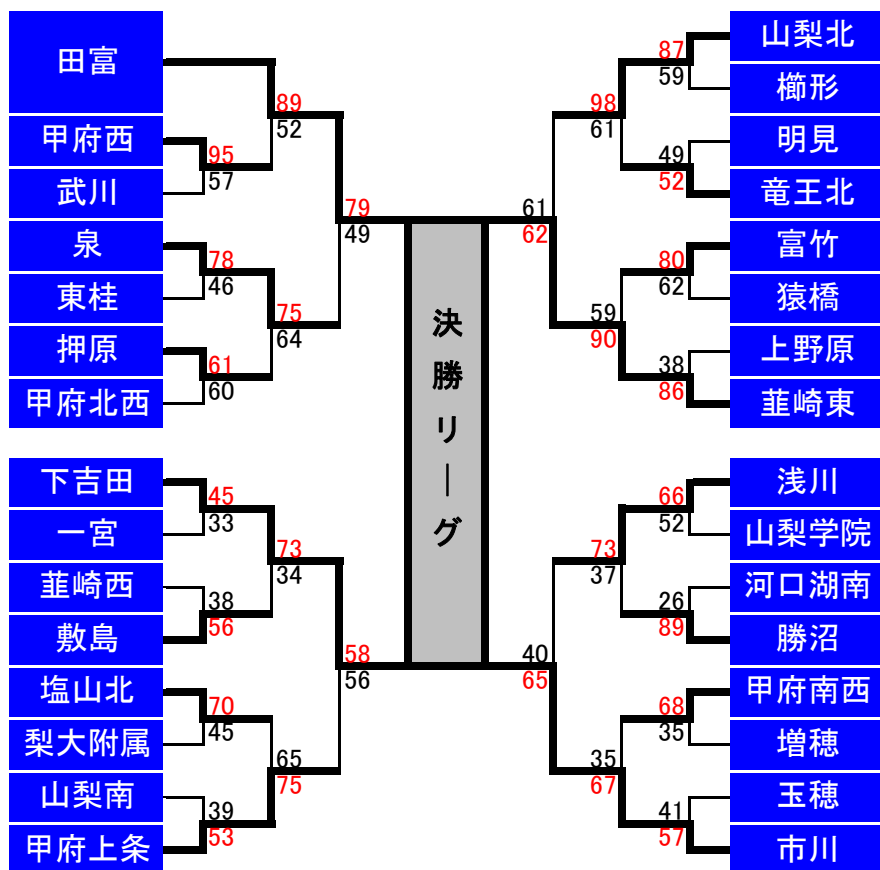 田富
甲府西
武川
泉
東桂
押原
甲府北西
89
52
95
57
79
49
78
46
75
64
61
60
下吉田
一宮
韮崎西
敷島
塩山北
梨大附属
山梨南
甲府上条
45
33
73
34
38
56
58
56
70
45
65
75
39
53
決勝リーグ
山梨北
櫛形
明見
竜王北
富竹
猿橋
上野原
韮崎東
87
59
98
61
49
52
61
62
80
62
59
90
38
86
浅川
山梨学院
河口湖南
勝沼
甲府南西
増穂
玉穂
市川
66
52
73
37
26
89
40
65
68
35
35
67
41
57